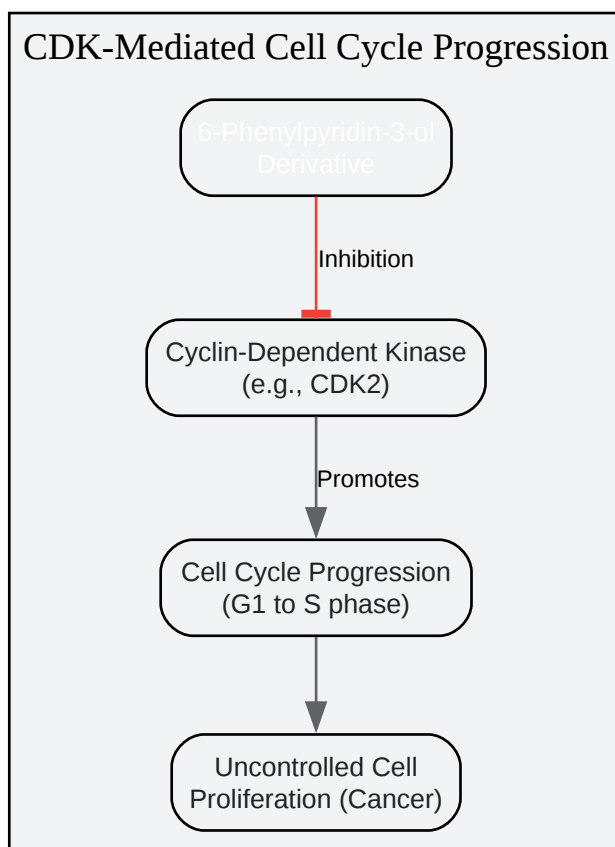 CDK-Mediated Cell Cycle Progression
6-Phenylpyridin-3-ol
Derivative
Inhibition
Cyclin-Dependent Kinase
(e.g., CDK2)
Promotes
Cell Cycle Progression
(G1 to S phase)
Uncontrolled Cell
Proliferation (Cancer)